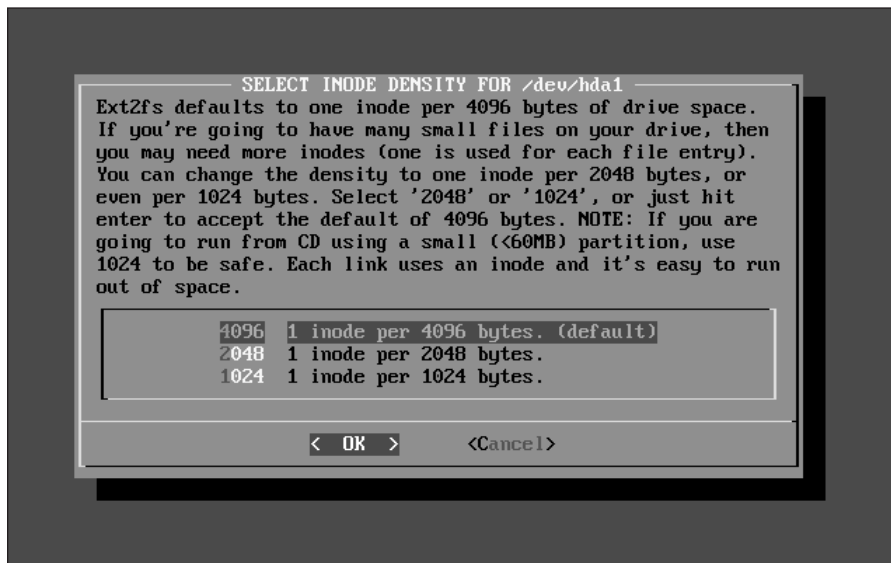 SELECT INODE DENSITY FOR /dev/hda1
Ext2fs defaults to one inode per 4096 bytes of drive space.
If you're going to have many small files on your drive, then
you may need more inodes (one is used for each file entry).
You can change the density to one inode per 2048 bytes, or
even per 1024 bytes. Select '2048' or '1024', or just hit
enter to accept the default of 4096 bytes. NOTE: If you are
going to run from CD using a small (<60MB) partition, use
1024 to be safe. Each link uses an inode and it's easy to run
out of space.
4096 1 inode per 4096 bytes. (default)
2048 1 inode per 2048 bytes.
1024 1 inode per 1024 bytes.
< OK > <Cancel>